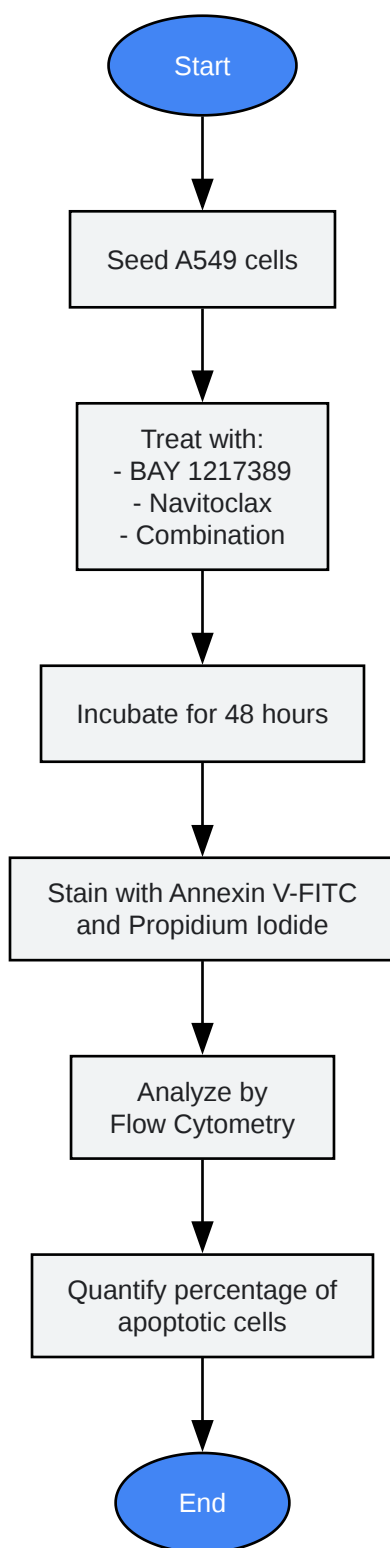 Start
Seed A549 cells
Treat with:
- BAY 1217389
- Navitoclax
- Combination
Incubate for 48 hours
Stain with Annexin V-FITC
and Propidium Iodide
Analyze by
Flow Cytometry
Quantify percentage of
apoptotic cells
End